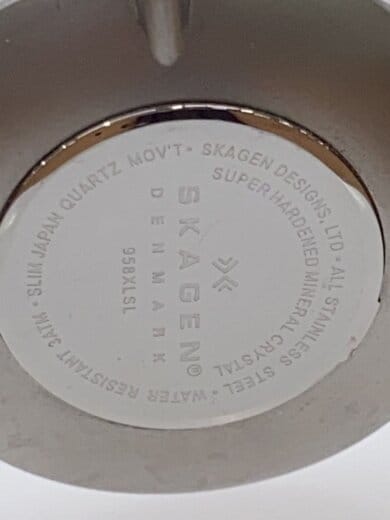 SKAGEN DESIGNS, LTD • ALL STAINLESS STEEL • WATER RESISTANT 3ATM • SLIM JAPAN QUARTZ MOV'T •
SUPER HARDENED MINERAL CRYSTAL
SKAGEN®
DENMARK
958XLSL